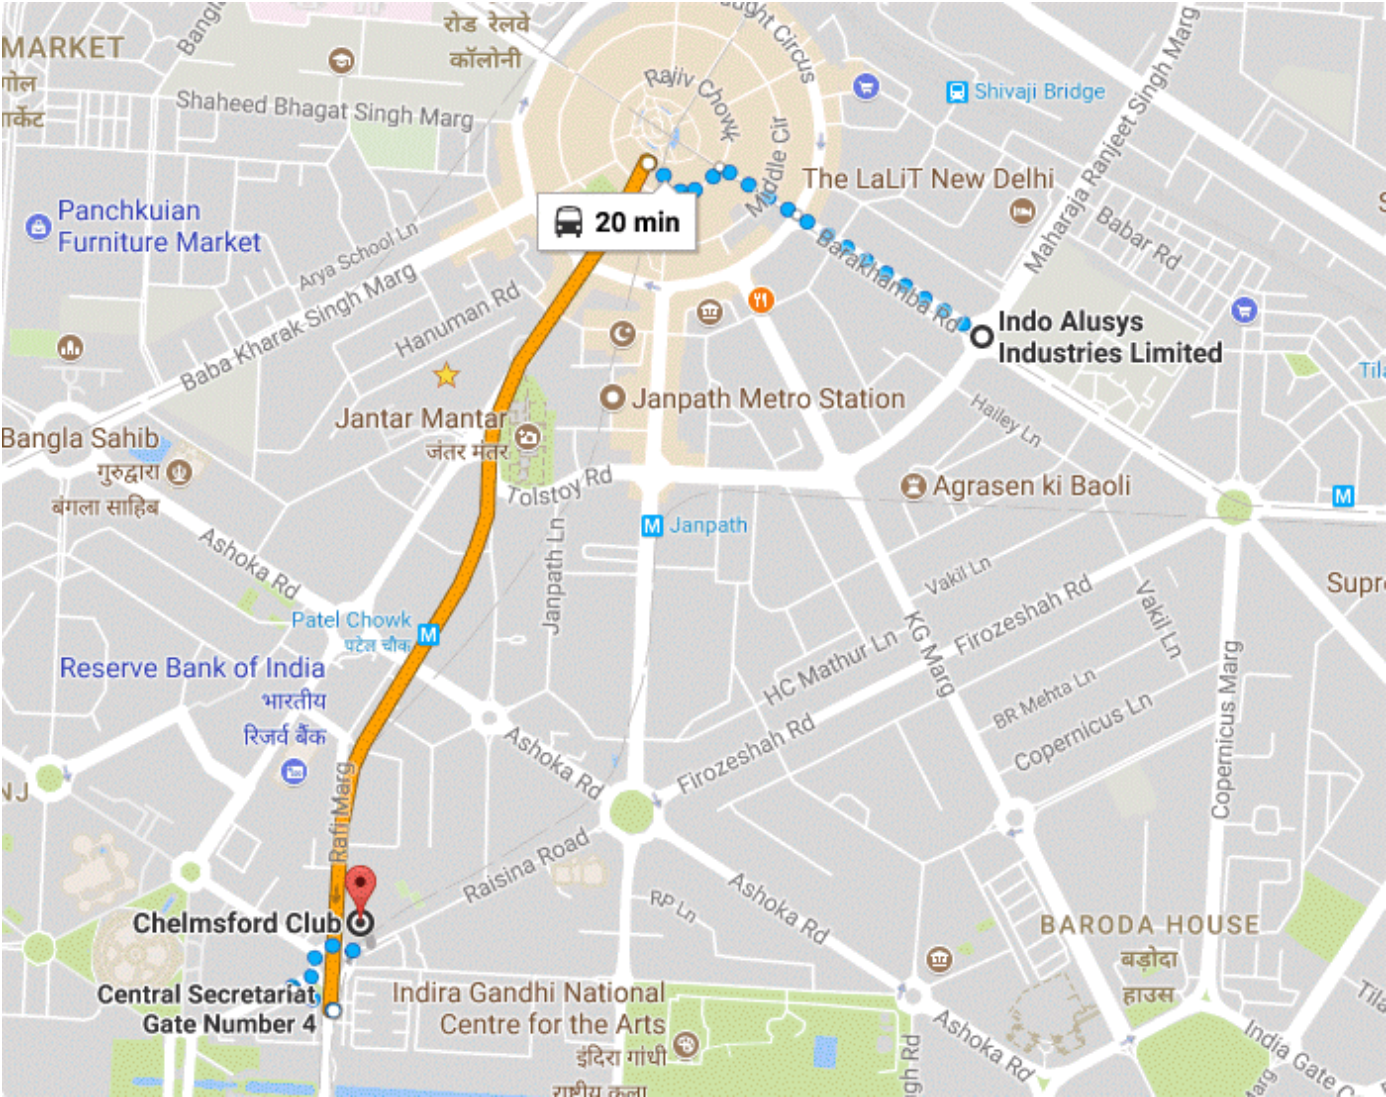 रोड रेलवे
कॉलोनी
MARKET
गोल
मार्केट
Shaheed Bhagat Singh Marg
Rajiv Chowk
Middle Cir
Shivaji Bridge
Maharaja Ranjeet Singh Marg
The LaLiT New Delhi
Babar Rd
Panchkuian
Furniture Market
20 min
Arya School Ln
Baba Kharak Singh Marg
Hanuman Rd
Barakhamba Rd
Indo Alusys
Industries Limited
Janpath Metro Station
Hailey Ln
Jantar Mantar
जंतर मंतर
Bangla Sahib
गुरुद्वारा
बंगला साहिब
Tolstoy Rd
Agrasen ki Baoli
M
M Janpath
Janpath Ln
Ashoka Rd
Vakil Ln
Firozeshah Rd
Vakil Ln
Patel Chowk M
पटेल चौक
KG Marg
HC Mathur Ln
Reserve Bank of India
भारतीय
रिजर्व बैंक
BR Mehta Ln
Copernicus Ln
Copernicus Marg
Ashoka Rd
Firozeshah Rd
NJ
Rafi Marg
Raisina Road
RP Ln
Ashoka Rd
Chelmsford Club
BARODA HOUSE
बड़ोदा
हाउस
Central Secretariat
Gate Number 4
Indira Gandhi National
Centre for the Arts
इंदिरा गांधी
राष्ट्रीय कला
Ashoka Rd
India Gate Cir